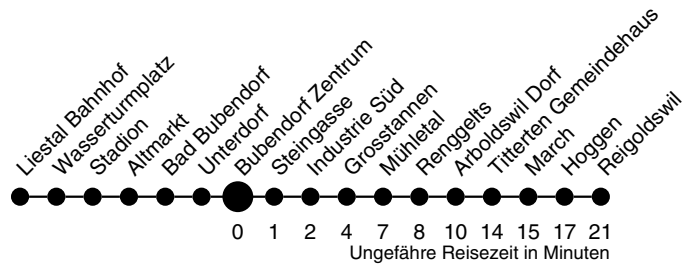 Liestal Bahnhof
Wasserturmplatz
Stadion
Altmarkt
Bad Bubendorf
Unterdorf
Bubendorf Zentrum
Steingasse
Industrie Süd
Grosstannen
Mühletal
Renggelts
Arboldswil Dorf
Titterten Gemeindehaus
March
Hoggen
Reigoldswil
0 1 2 4 7 8 10 14 15 17 21
Ungefähre Reisezeit in Minuten